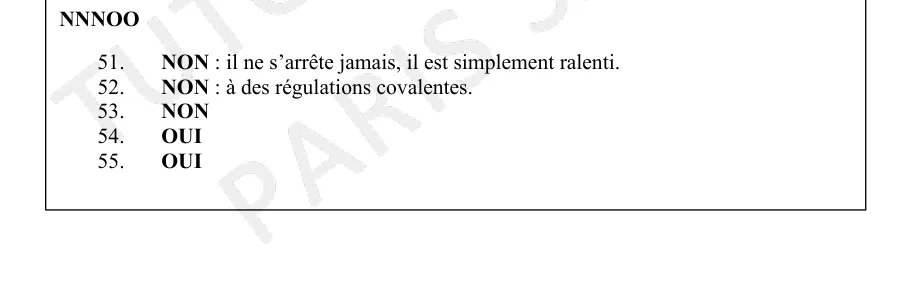 NNNOO
51. NON : il ne s’arrête jamais, il est simplement ralenti.
52. NON : à des régulations covalentes.
53. NON
54. OUI
55. OUI